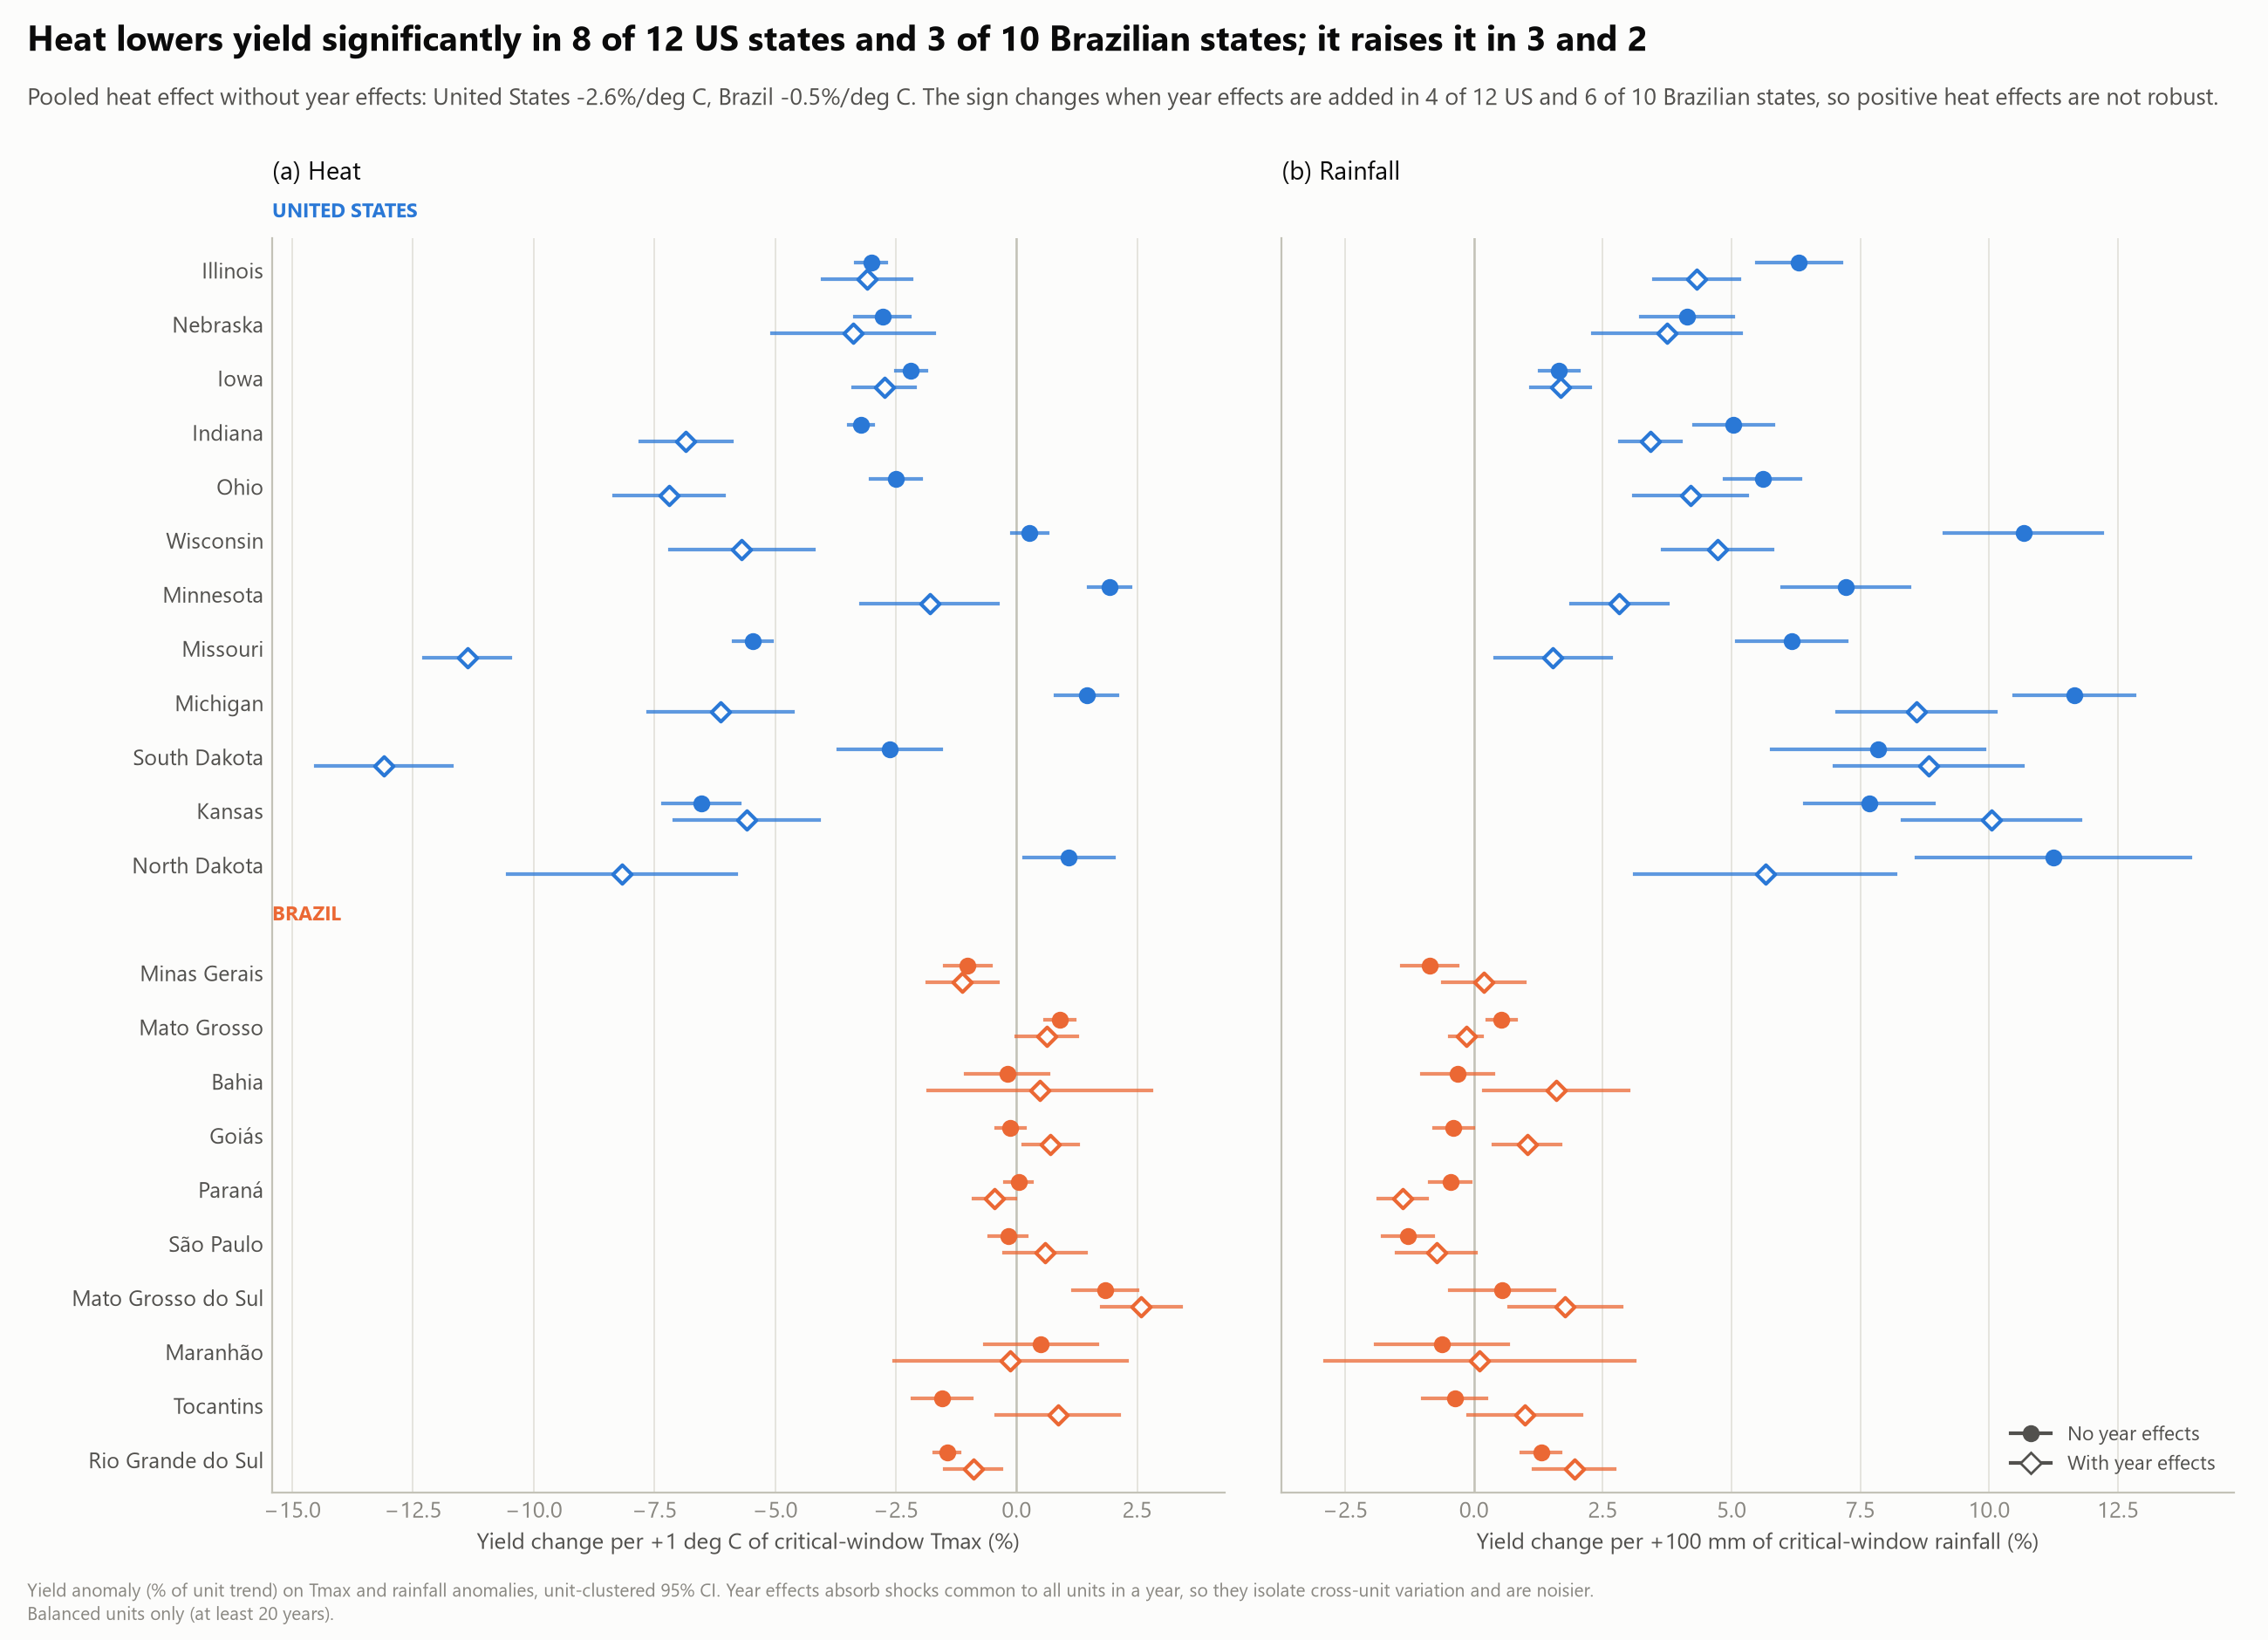 Heat lowers yield significantly in 8 of 12 US states and 3 of 10 Brazilian states; it raises it in 3 and 2
Pooled heat effect without year effects: United States -2.6%/deg C, Brazil -0.5%/deg C. The sign changes when year effects are added in 4 of 12 US and 6 of 10 Brazilian states, so positive heat effects are not robust.
(a) Heat
(b) Rainfall
UNITED STATES
Illinois
Nebraska
Iowa
Indiana
Ohio
Wisconsin
Minnesota
Missouri
Michigan
South Dakota
Kansas
North Dakota
BRAZIL
Minas Gerais
Mato Grosso
Bahia
Goiás
Paraná
São Paulo
Mato Grosso do Sul
Maranhão
Tocantins
Rio Grande do Sul
No year effects
With year effects
−15.0 −12.5 −10.0 −7.5 −5.0 −2.5 0.0 2.5
−2.5 0.0 2.5 5.0 7.5 10.0 12.5
Yield change per +1 deg C of critical-window Tmax (%)
Yield change per +100 mm of critical-window rainfall (%)
Yield anomaly (% of unit trend) on Tmax and rainfall anomalies, unit-clustered 95% CI. Year effects absorb shocks common to all units in a year, so they isolate cross-unit variation and are noisier.
Balanced units only (at least 20 years).